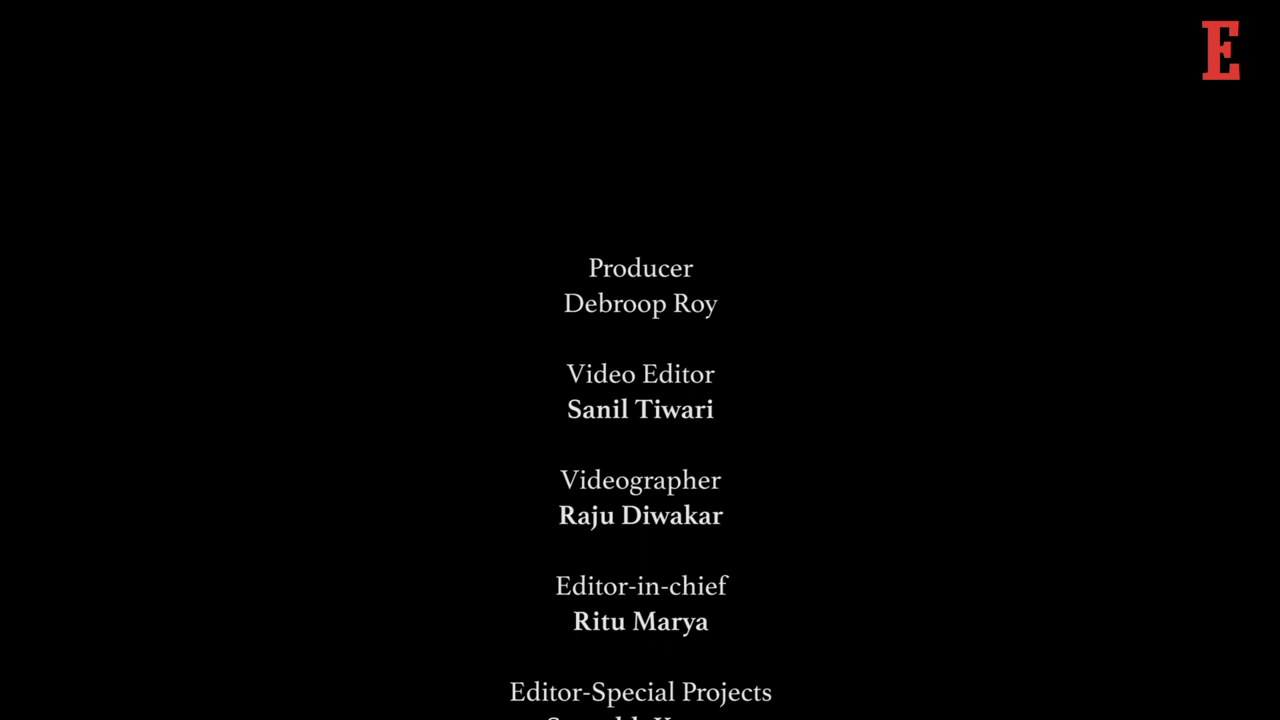 E
Producer
Debroop Roy
Video Editor
Sanil Tiwari
Videographer
Raju Diwakar
Editor-in-chief
Ritu Marya
Editor-Special Projects